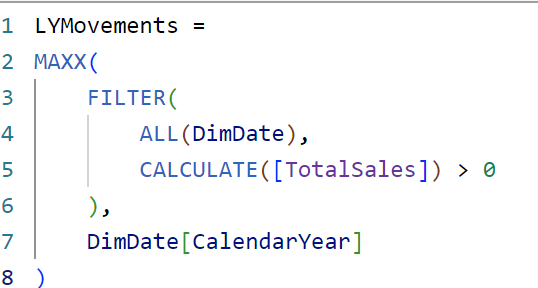 1 LYMovements =
2 MAXX(
3 FILTER(
4 ALL(DimDate),
5 CALCULATE([TotalSales]) > 0
6 ),
7 DimDate[CalendarYear]
8 )